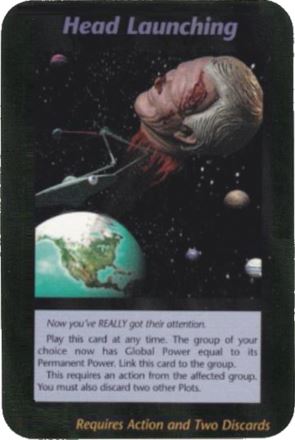 Head Launching
Now you've REALLY got their attention.
Play this card at any time. The group of your
choice now has Global Power equal to its
Permanent Power. Link this card to the group.
This requires an action from the affected group.
You must also discard two other Plots.
Requires Action and Two Discards